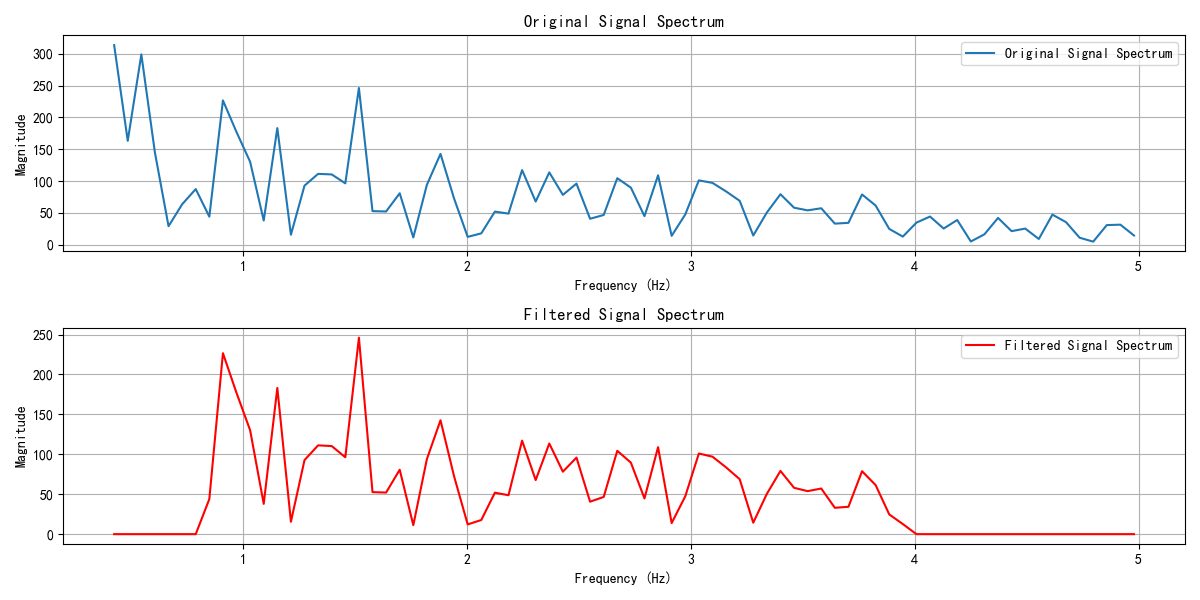 Original Signal Spectrum
Original Signal Spectrum
300
250
200
150
100
50
0
Magnitude
1 2 3 4 5
Frequency (Hz)
Filtered Signal Spectrum
Filtered Signal Spectrum
250
200
150
100
50
0
Magnitude
1 2 3 4 5
Frequency (Hz)